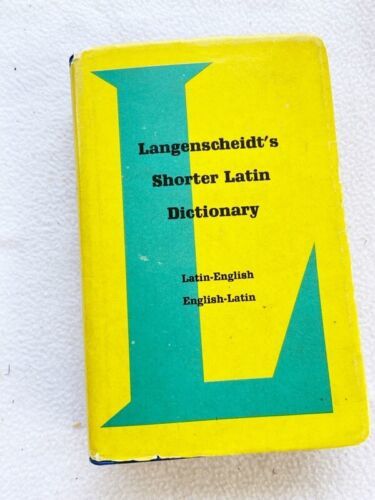 L
Langenscheidt's
Shorter Latin
Dictionary
Latin-English
English-Latin